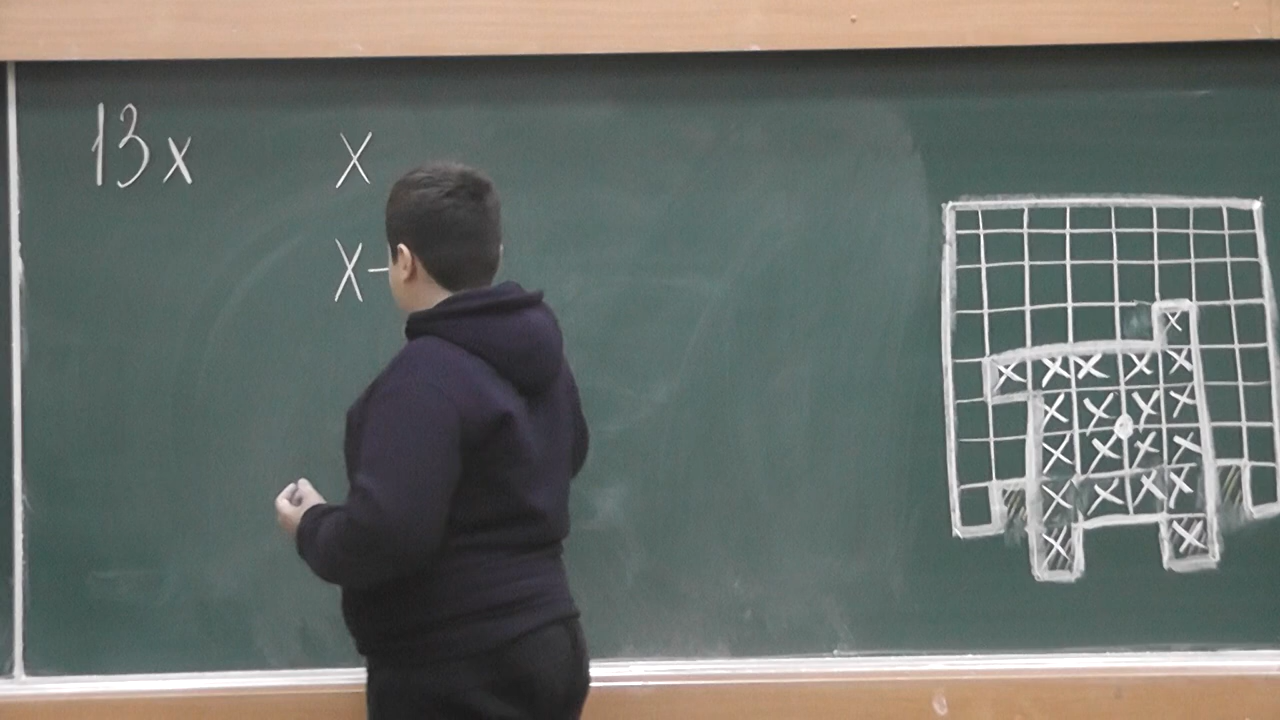 13x x
x-
x
x x x x x
x x x x
x x x x
x x x x
x x